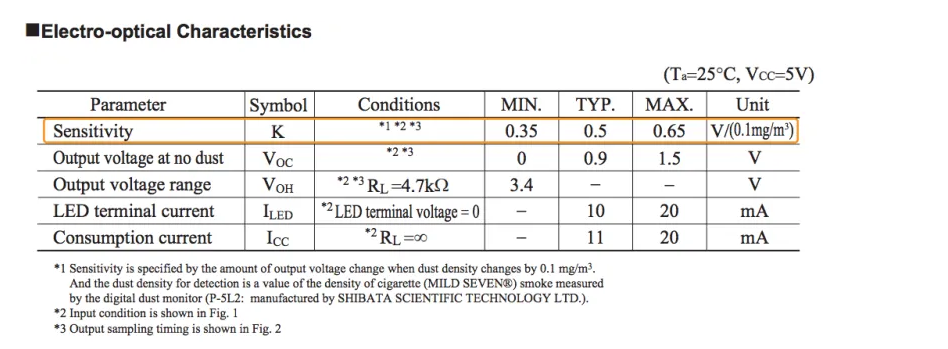 ■Electro-optical Characteristics
(Ta=25°C, Vcc=5V)
Parameter Symbol Conditions MIN. TYP. MAX. Unit
Sensitivity K *1 *2 *3 0.35 0.5 0.65 V/(0.1mg/m³)
Output voltage at no dust VOC *2 *3 0 0.9 1.5 V
Output voltage range VOH *2 *3 RL=4.7kΩ 3.4 – – V
LED terminal current ILED *2 LED terminal voltage = 0 – 10 20 mA
Consumption current ICC *2 RL=∞ – 11 20 mA
*1 Sensitivity is specified by the amount of output voltage change when dust density changes by 0.1 mg/m³.
And the dust density for detection is a value of the density of cigarette (MILD SEVEN®) smoke measured
by the digital dust monitor (P-5L2: manufactured by SHIBATA SCIENTIFIC TECHNOLOGY LTD.).
*2 Input condition is shown in Fig. 1
*3 Output sampling timing is shown in Fig. 2